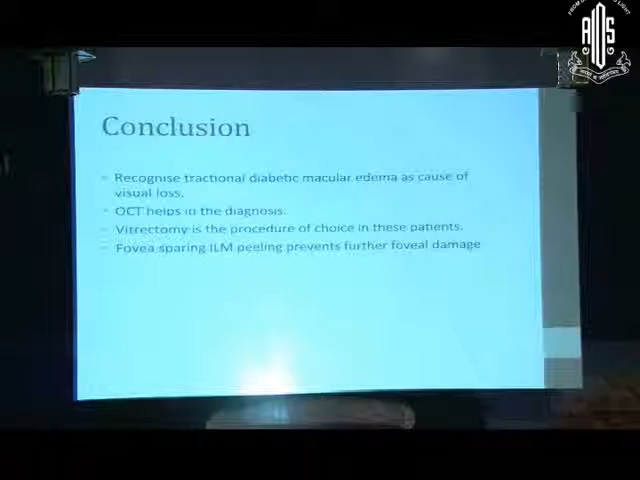 AIOS
Conclusion
Recognise tractional diabetic macular edema as cause of
visual loss.
OCT helps in the diagnosis.
Vitrectomy is the procedure of choice in these patients.
Fovea sparing ILM peeling prevents further foveal damage